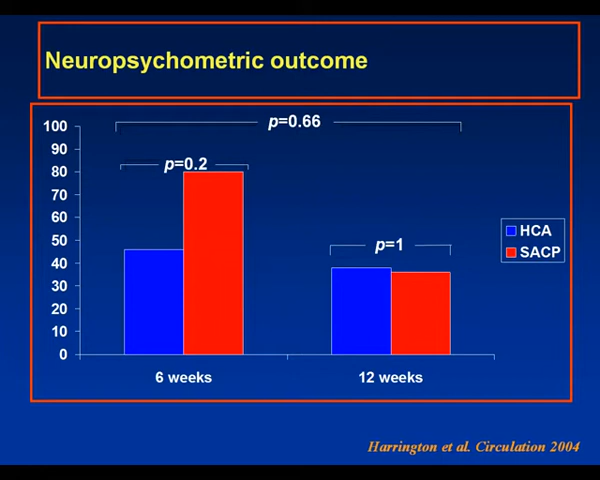 Neuropsychometric outcome
p=0.66
100
90
80
70
60
50
40
30
20
10
0
p=0.2
p=1
HCA
SACP
6 weeks
12 weeks
Harrington et al. Circulation 2004